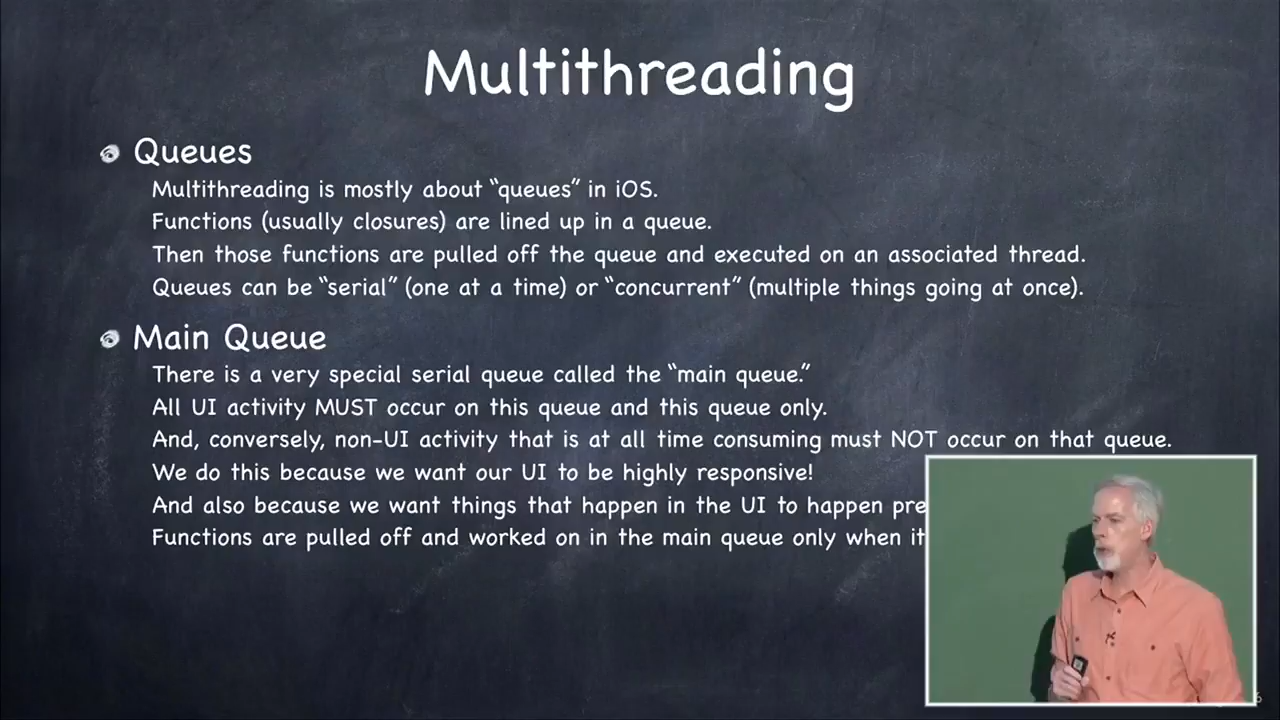 Multithreading
Queues
Multithreading is mostly about “queues” in iOS.
Functions (usually closures) are lined up in a queue.
Then those functions are pulled off the queue and executed on an associated thread.
Queues can be “serial” (one at a time) or “concurrent” (multiple things going at once).
Main Queue
There is a very special serial queue called the “main queue.”
All UI activity MUST occur on this queue and this queue only.
And, conversely, non-UI activity that is at all time consuming must NOT occur on that queue.
We do this because we want our UI to be highly responsive!
And also because we want things that happen in the UI to happen pre
Functions are pulled off and worked on in the main queue only when it
6